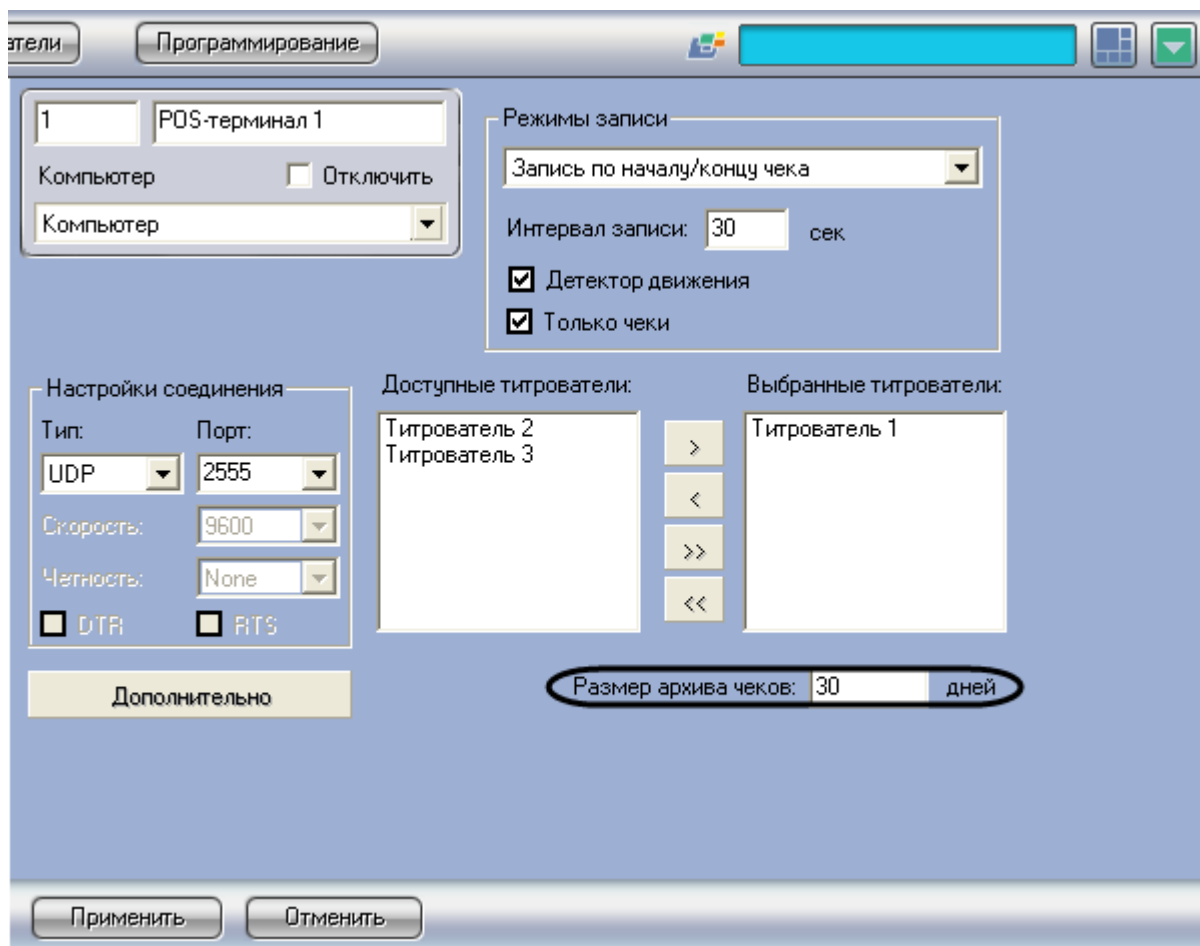 атели
Программирование
1
POS-терминал 1
Компьютер
Отключить
Компьютер
Режимы записи
Запись по началу/концу чека
Интервал записи:
30
сек
Детектор движения
Только чеки
Настройки соединения
Тип:
Порт:
UDP
2555
Скорость:
9600
Четность:
None
DTR
RTS
Дополнительно
Доступные титрователи:
Титрователь 2
Титрователь 3
>
<
>>
<<
Выбранные титрователи:
Титрователь 1
Размер архива чеков:
30
дней
Применить
Отменить